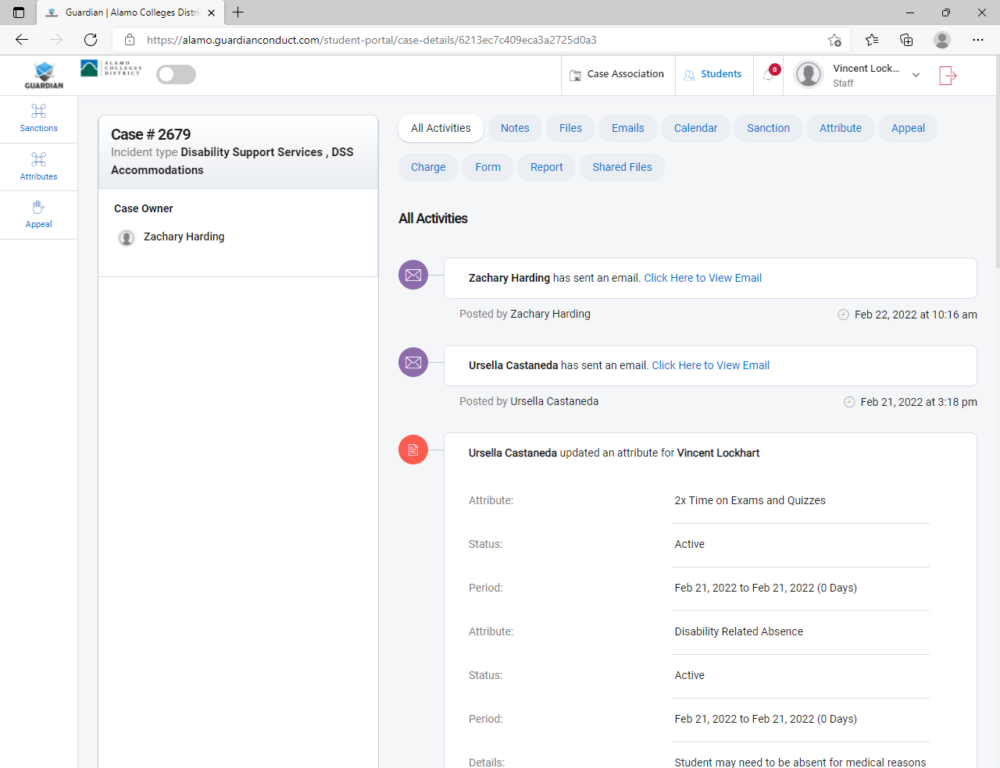 Guardian | Alamo Colleges Distri
https://alamo.guardianconduct.com/student-portal/case-details/6213ec7c409eca3a2725d0a3
GUARDIAN
ALAMO
COLLEGES
DISTRICT
Case Association
Students
0
Vincent Lock...
Staff
Sanctions
Attributes
Appeal
Case # 2679
Incident type Disability Support Services , DSS
Accommodations
Case Owner
Zachary Harding
All Activities
Notes
Files
Emails
Calendar
Sanction
Attribute
Appeal
Charge
Form
Report
Shared Files
All Activities
Zachary Harding has sent an email. Click Here to View Email
Posted by Zachary Harding
Feb 22, 2022 at 10:16 am
Ursella Castaneda has sent an email. Click Here to View Email
Posted by Ursella Castaneda
Feb 21, 2022 at 3:18 pm
Ursella Castaneda updated an attribute for Vincent Lockhart
Attribute: 2x Time on Exams and Quizzes
Status: Active
Period: Feb 21, 2022 to Feb 21, 2022 (0 Days)
Attribute: Disability Related Absence
Status: Active
Period: Feb 21, 2022 to Feb 21, 2022 (0 Days)
Details: Student may need to be absent for medical reasons